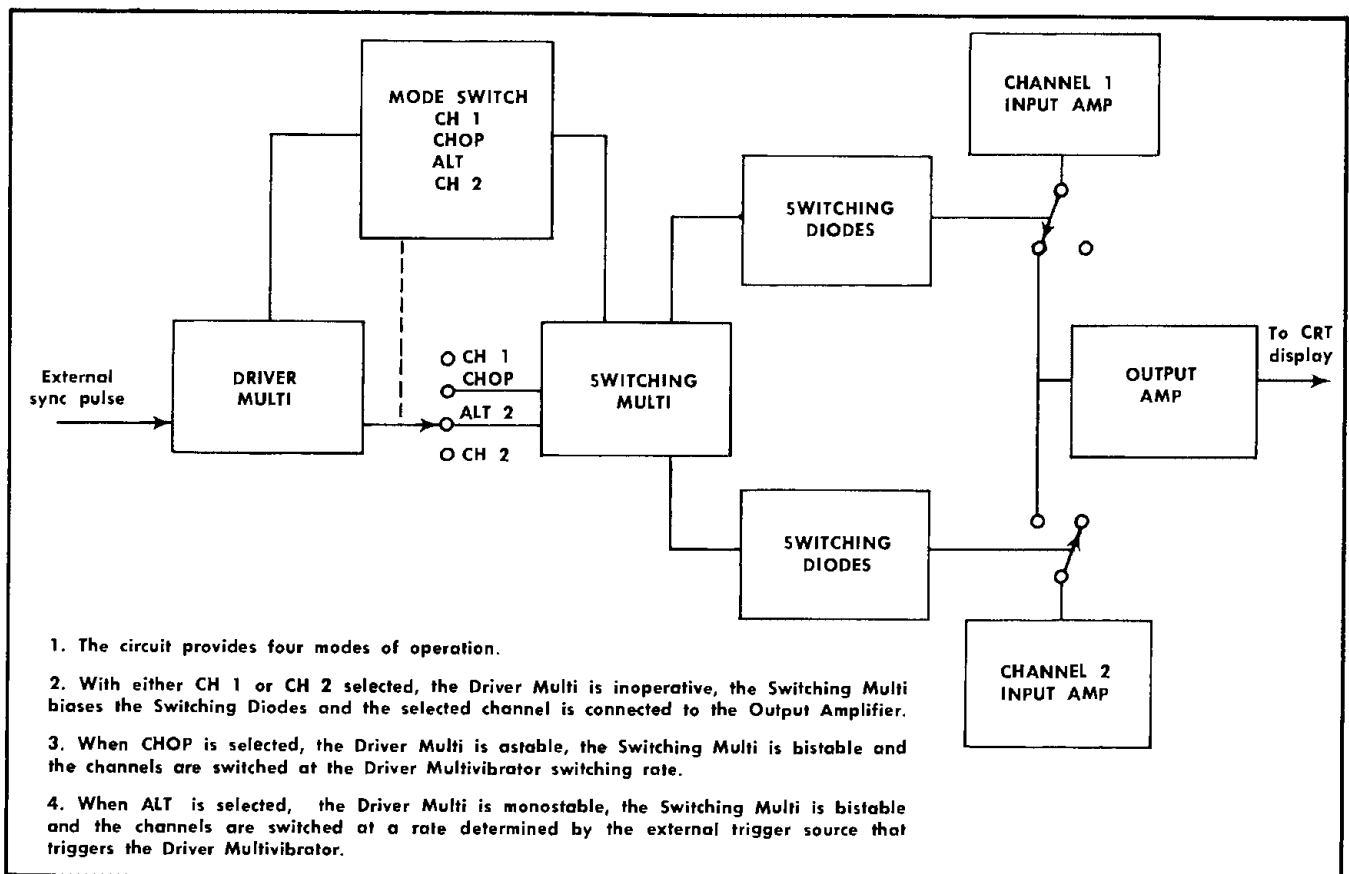 MODE SWITCH
CH 1
CHOP
ALT
CH 2
CHANNEL 1
INPUT AMP
SWITCHING
DIODES
External
sync pulse
DRIVER
MULTI
CH 1
CHOP
ALT 2
CH 2
SWITCHING
MULTI
OUTPUT
AMP
To CRT
display
SWITCHING
DIODES
CHANNEL 2
INPUT AMP
1. The circuit provides four modes of operation.
2. With either CH 1 or CH 2 selected, the Driver Multi is inoperative, the Switching Multi
biases the Switching Diodes and the selected channel is connected to the Output Amplifier.
3. When CHOP is selected, the Driver Multi is astable, the Switching Multi is bistable and
the channels are switched at the Driver Multivibrator switching rate.
4. When ALT is selected, the Driver Multi is monostable, the Switching Multi is bistable
and the channels are switched at a rate determined by the external trigger source that
triggers the Driver Multivibrator.